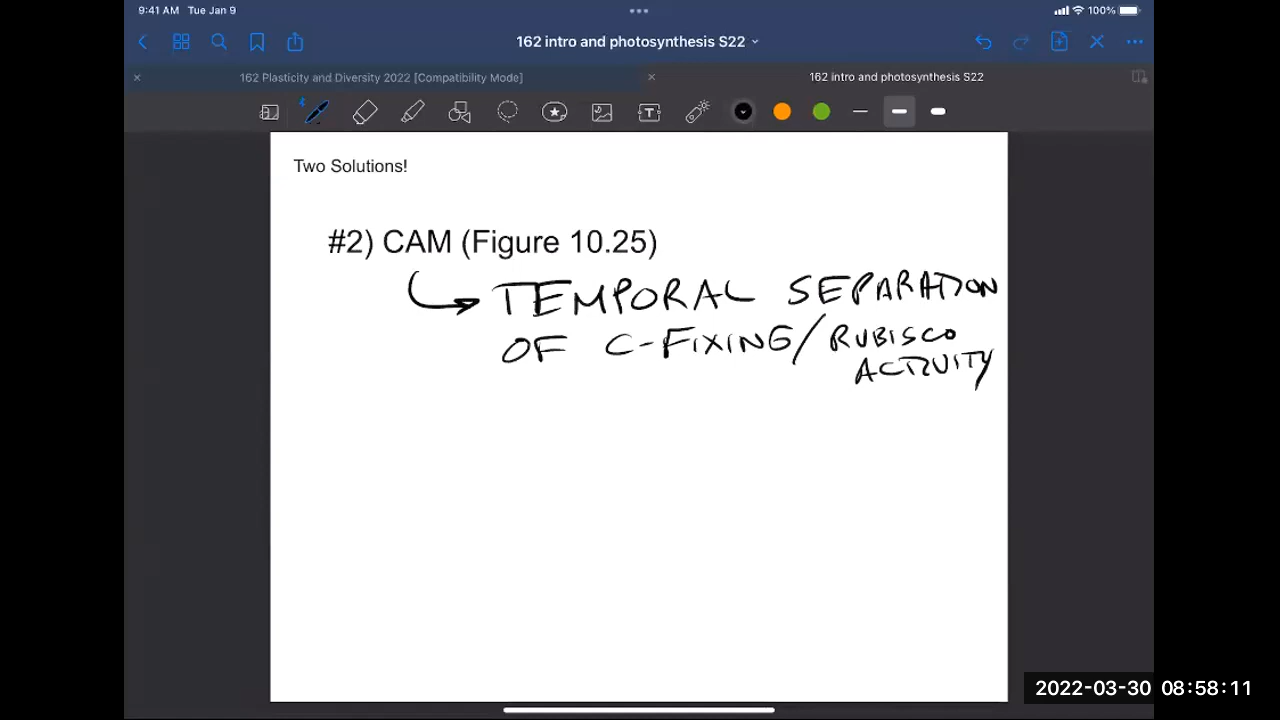 9:41 AM Tue Jan 9
100%
162 intro and photosynthesis S22
162 Plasticity and Diversity 2022 [Compatibility Mode]
162 intro and photosynthesis S22
Two Solutions!
#2) CAM (Figure 10.25)
TEMPORAL SEPARATION
OF C-FIXING/RUBISCO
ACTIVITY
2022-03-30 08:58:11